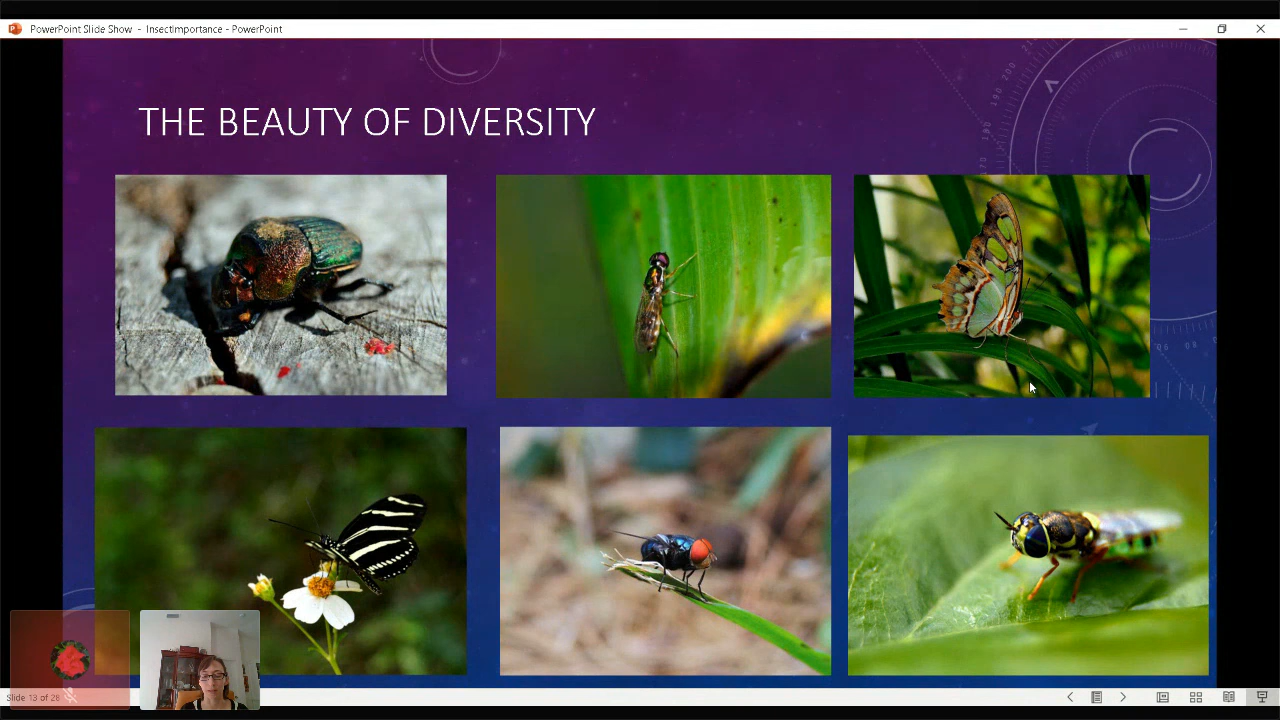 PowerPoint Slide Show - InsectImportance - PowerPoint
THE BEAUTY OF DIVERSITY
Slide 13 of 28